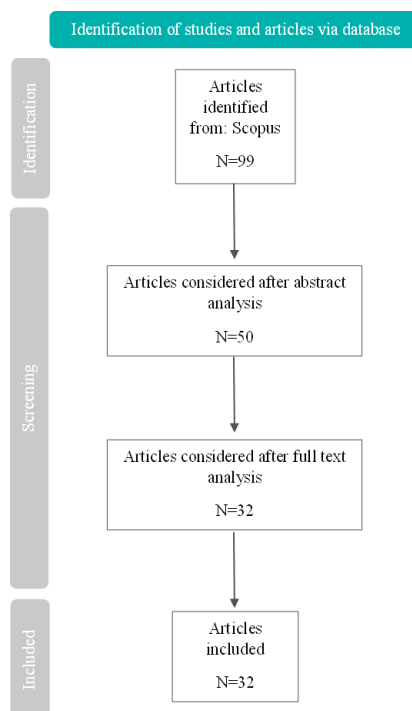 Identification of studies and articles via database
Identification
Articles
identified
from: Scopus
N=99
Screening
Articles considered after abstract
analysis
N=50
Articles considered after full text
analysis
N=32
Included
Articles
included
N=32